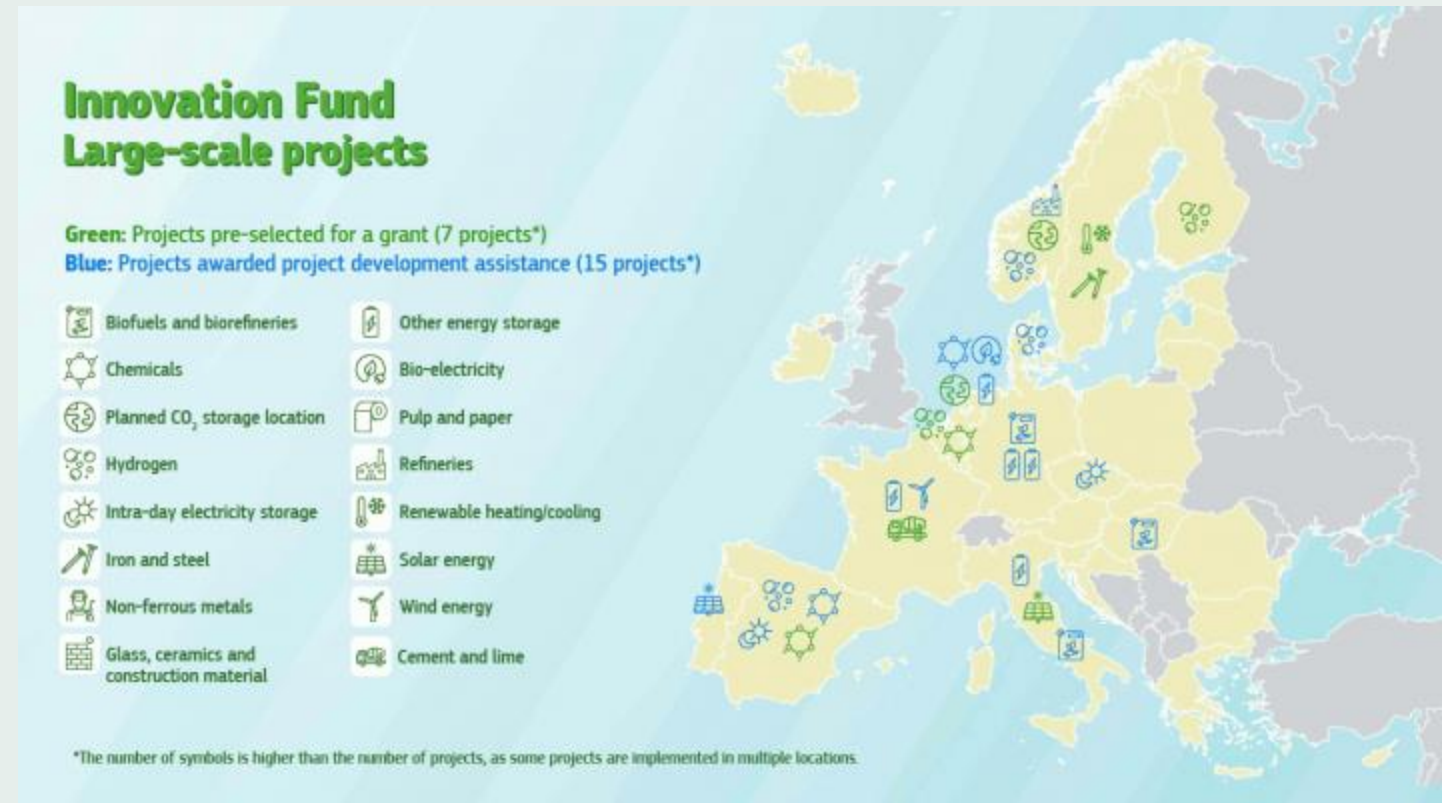 Innovation Fund
Large-scale projects
Green: Projects pre-selected for a grant (7 projects*)
Blue: Projects awarded project development assistance (15 projects*)
Biofuels and biorefineries
Chemicals
Planned CO₂ storage location
Hydrogen
Intra-day electricity storage
Iron and steel
Non-ferrous metals
Glass, ceramics and
construction material
Other energy storage
Bio-electricity
Pulp and paper
Refineries
Renewable heating/cooling
Solar energy
Wind energy
Cement and lime
*The number of symbols is higher than the number of projects, as some projects are implemented in multiple locations.